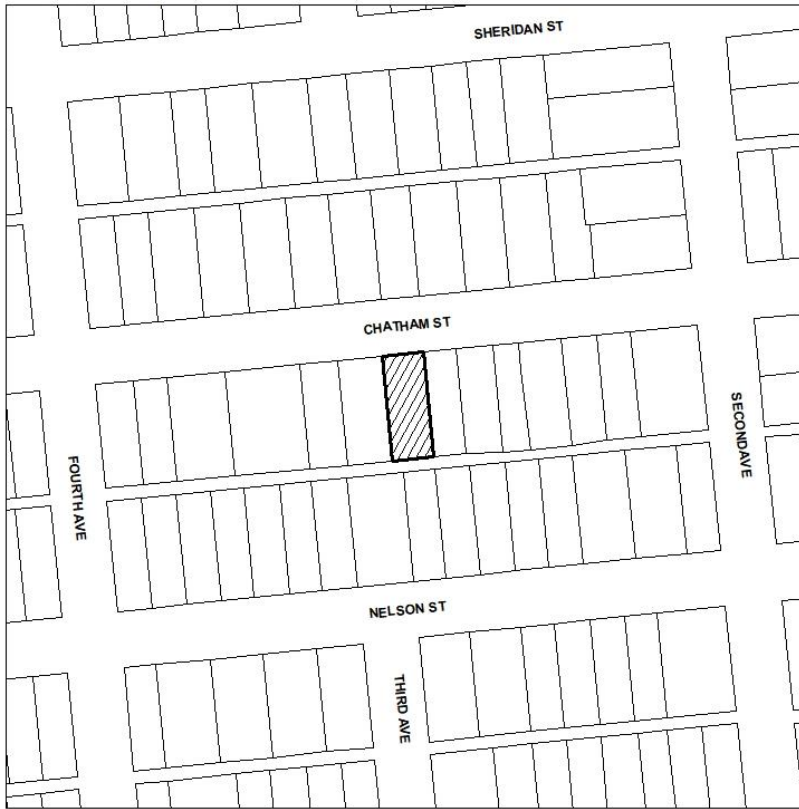 SHERIDAN ST
CHATHAM ST
SECOND AVE
FOURTH AVE
NELSON ST
THIRD AVE